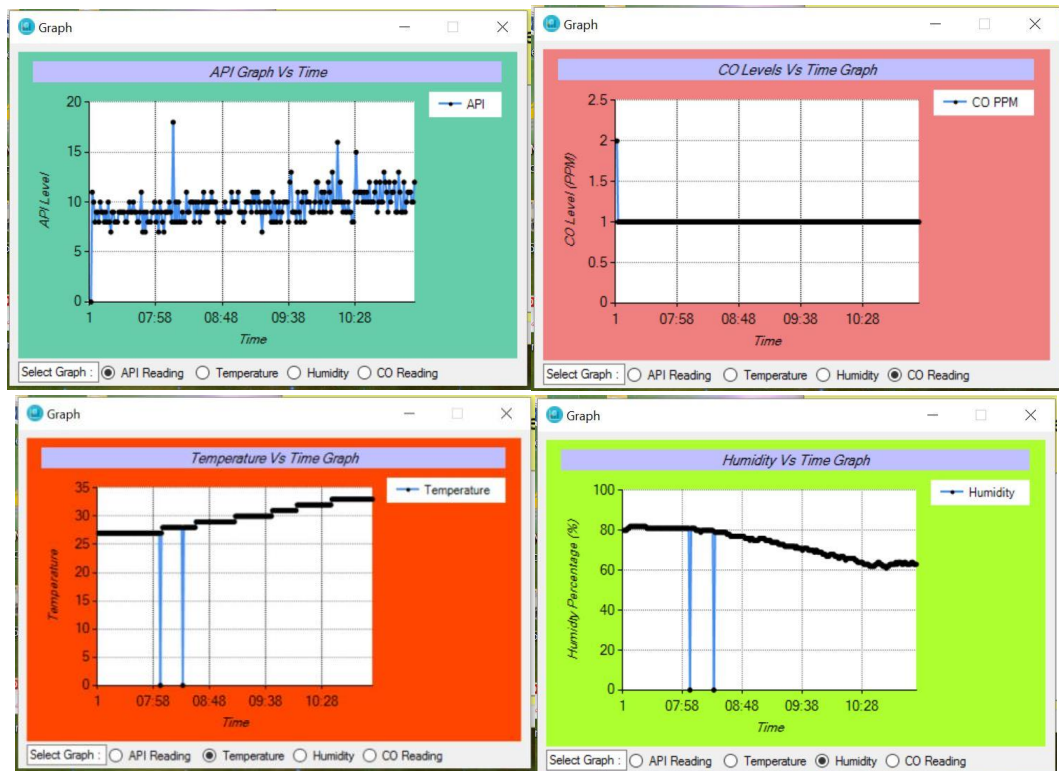 Graph
API Graph Vs Time
API
20
15
10
5
0
API Level
1 07:58 08:48 09:38 10:28
Time
Select Graph : API Reading Temperature Humidity CO Reading
Graph
CO Levels Vs Time Graph
CO PPM
2.5
2
1.5
1
0.5
0
CO Level (PPM)
1 07:58 08:48 09:38 10:28
Time
Select Graph : API Reading Temperature Humidity CO Reading
Graph
Temperature Vs Time Graph
Temperature
35
30
25
20
15
10
5
0
Temperature
1 07:58 08:48 09:38 10:28
Time
Select Graph : API Reading Temperature Humidity CO Reading
Graph
Humidity Vs Time Graph
Humidity
100
80
60
40
20
0
Humidty Percentage (%)
1 07:58 08:48 09:38 10:28
Time
Select Graph : API Reading Temperature Humidity CO Reading